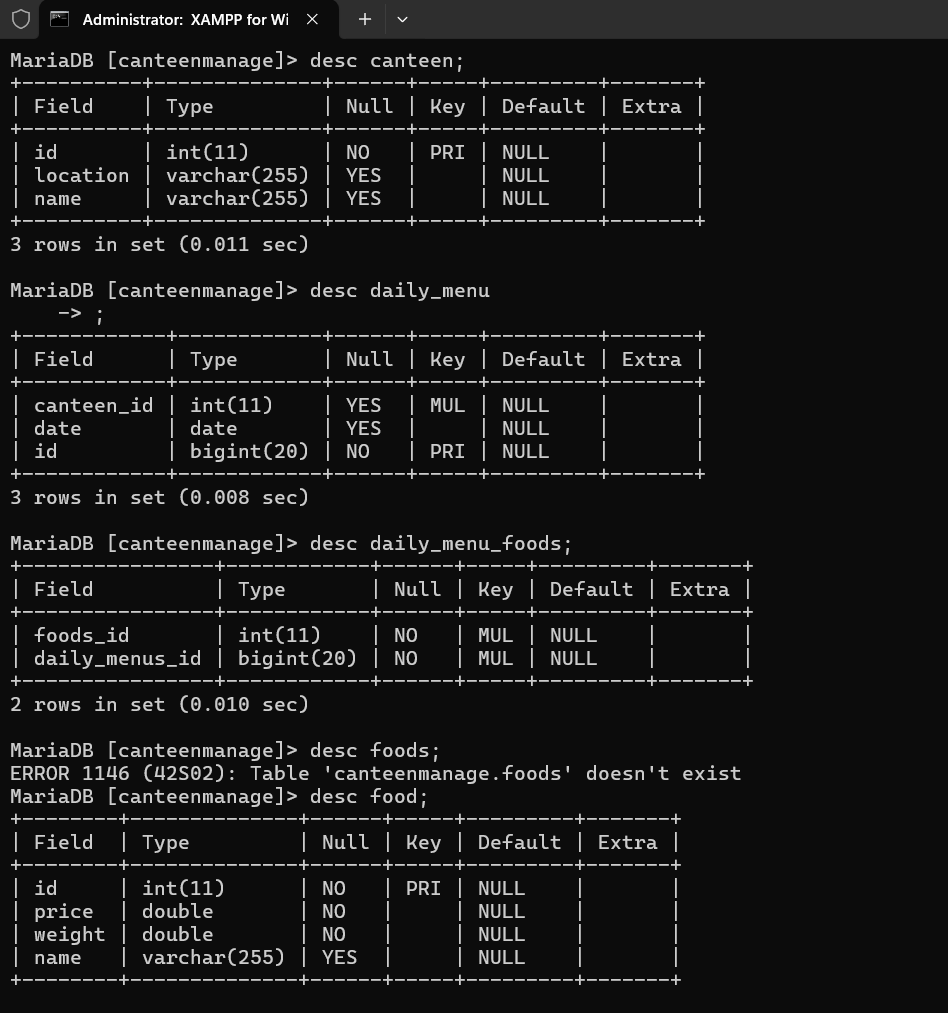 Administrator: XAMPP for Wi
MariaDB [canteenmanage]> desc canteen;
+----------+--------------+------+-----+---------+-------+
| Field    | Type         | Null | Key | Default | Extra |
+----------+--------------+------+-----+---------+-------+
| id       | int(11)      | NO   | PRI | NULL    |       |
| location | varchar(255) | YES  |     | NULL    |       |
| name     | varchar(255) | YES  |     | NULL    |       |
+----------+--------------+------+-----+---------+-------+
3 rows in set (0.011 sec)

MariaDB [canteenmanage]> desc daily_menu
    -> ;
+------------+------------+------+-----+---------+-------+
| Field      | Type       | Null | Key | Default | Extra |
+------------+------------+------+-----+---------+-------+
| canteen_id | int(11)    | YES  | MUL | NULL    |       |
| date       | date       | YES  |     | NULL    |       |
| id         | bigint(20) | NO   | PRI | NULL    |       |
+------------+------------+------+-----+---------+-------+
3 rows in set (0.008 sec)

MariaDB [canteenmanage]> desc daily_menu_foods;
+----------------+------------+------+-----+---------+-------+
| Field          | Type       | Null | Key | Default | Extra |
+----------------+------------+------+-----+---------+-------+
| foods_id       | int(11)    | NO   | MUL | NULL    |       |
| daily_menus_id | bigint(20) | NO   | MUL | NULL    |       |
+----------------+------------+------+-----+---------+-------+
2 rows in set (0.010 sec)

MariaDB [canteenmanage]> desc foods;
ERROR 1146 (42S02): Table 'canteenmanage.foods' doesn't exist
MariaDB [canteenmanage]> desc food;
+--------+--------------+------+-----+---------+-------+
| Field  | Type         | Null | Key | Default | Extra |
+--------+--------------+------+-----+---------+-------+
| id     | int(11)      | NO   | PRI | NULL    |       |
| price  | double       | NO   |     | NULL    |       |
| weight | double       | NO   |     | NULL    |       |
| name   | varchar(255) | YES  |     | NULL    |       |
+--------+--------------+------+-----+---------+-------+